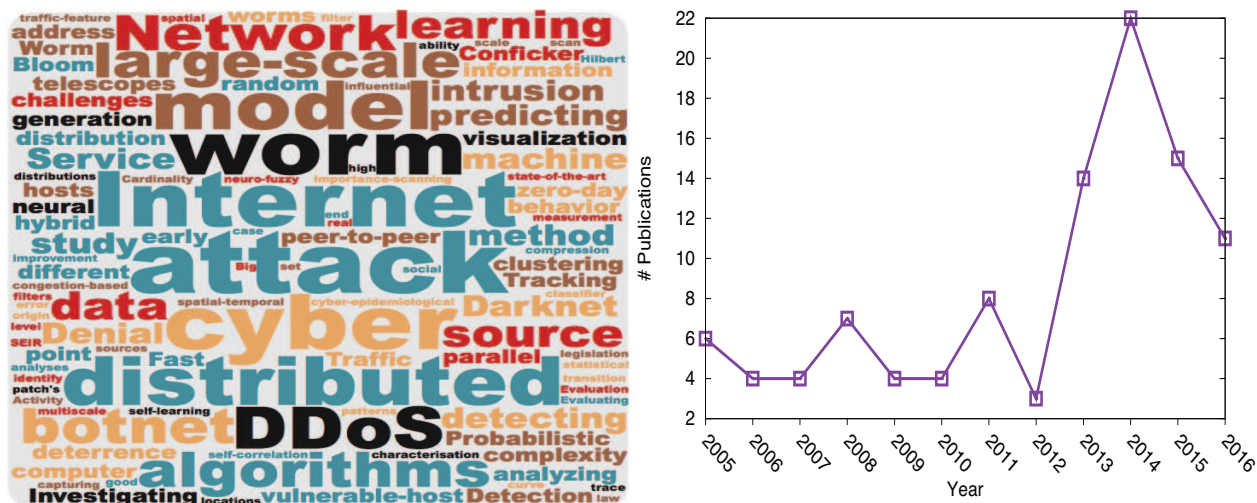 traffic-feature spatial worms filter
address Network learning
Worm ability scale scan
Bloom large-scale Conficker Hilbert
telescopes random influential information
challenges model intrusion
generation predicting
distribution worm visualization
Service high machine
distributions Cardinality neuro-fuzzy Importance-scanning state-of-the-art
hosts Internet zero-day
neural end behavior
hybrid real measurement
study early case peer-to-peer method
improvement attack compression
different Big set social clustering
congestion-based Tracking
filters data spatial-temporal cyber-epidemiological classifier
error cyber Darknet
origin
level Denial source
SEIR sources
point Fast Traffic parallel legislation
analyses statistical
identify distributed transition
patch's Evaluation
Activity Evaluating
multiscale self-learning patterns
botnet DDoS detecting
deterrence self-correlation characterisation Probabilistic
computer algorithms complexity
capturing good analyzing
Investigating locations vulnerable-host curve Detection trace
law
# Publications
22
20
18
16
14
12
10
8
6
4
2
2005 2006 2007 2008 2009 2010 2011 2012 2013 2014 2015 2016
Year